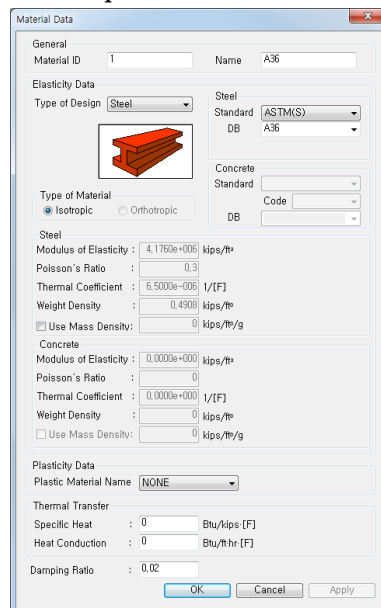 Material Data
General
Material ID 1 Name A36
Elasticity Data
Type of Design Steel
Steel
Standard ASTM(S)
DB A36
Concrete
Standard
Code
DB
Type of Material
Isotropic Orthotropic
Steel
Modulus of Elasticity : 4,1760e+006 kips/ft²
Poisson's Ratio : 0,3
Thermal Coefficient : 6,5000e-006 1/[F]
Weight Density : 0,4908 kips/ft³
Use Mass Density: 0 kips/ft³/g
Concrete
Modulus of Elasticity : 0,0000e+000 kips/ft²
Poisson's Ratio : 0
Thermal Coefficient : 0,0000e+000 1/[F]
Weight Density : 0 kips/ft³
Use Mass Density: 0 kips/ft³/g
Plasticity Data
Plastic Material Name NONE
Thermal Transfer
Specific Heat : 0 Btu/kips·[F]
Heat Conduction : 0 Btu/ft·hr·[F]
Damping Ratio : 0,02
OK Cancel Apply